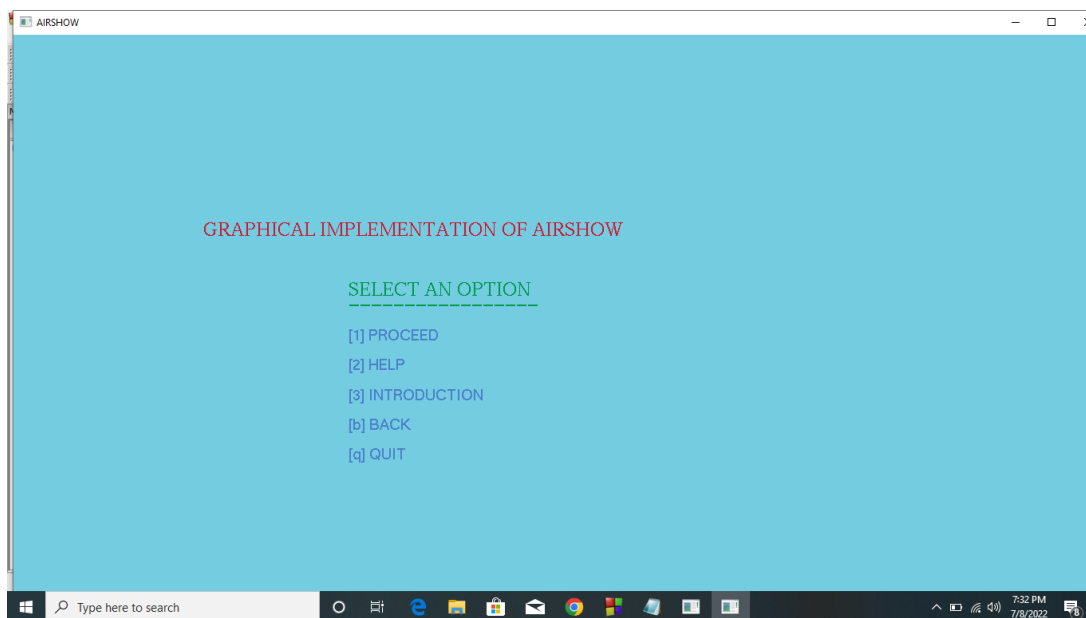 AIRSHOW
GRAPHICAL IMPLEMENTATION OF AIRSHOW
SELECT AN OPTION
-----------------
[1] PROCEED
[2] HELP
[3] INTRODUCTION
[b] BACK
[q] QUIT
Type here to search
7:32 PM
7/8/2022
8